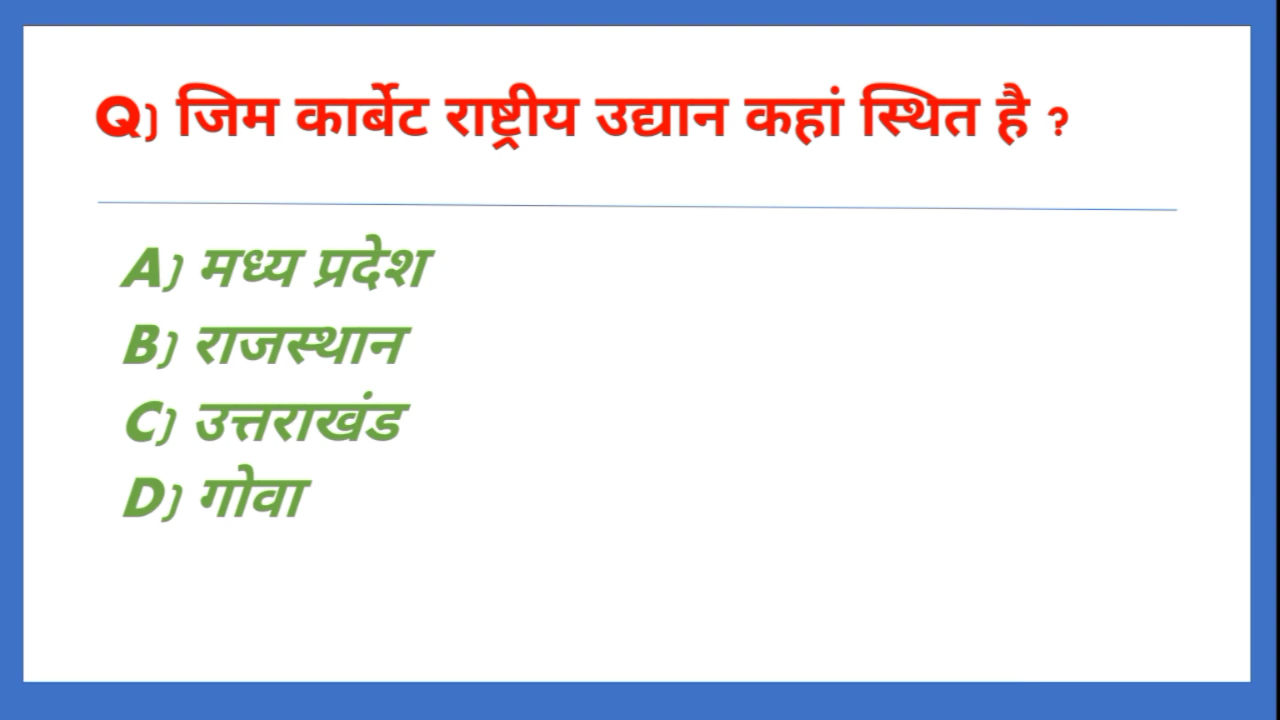 Q) जिम कार्बेट राष्ट्रीय उद्यान कहां स्थित है ?
A) मध्य प्रदेश
B) राजस्थान
C) उत्तराखंड
D) गोवा